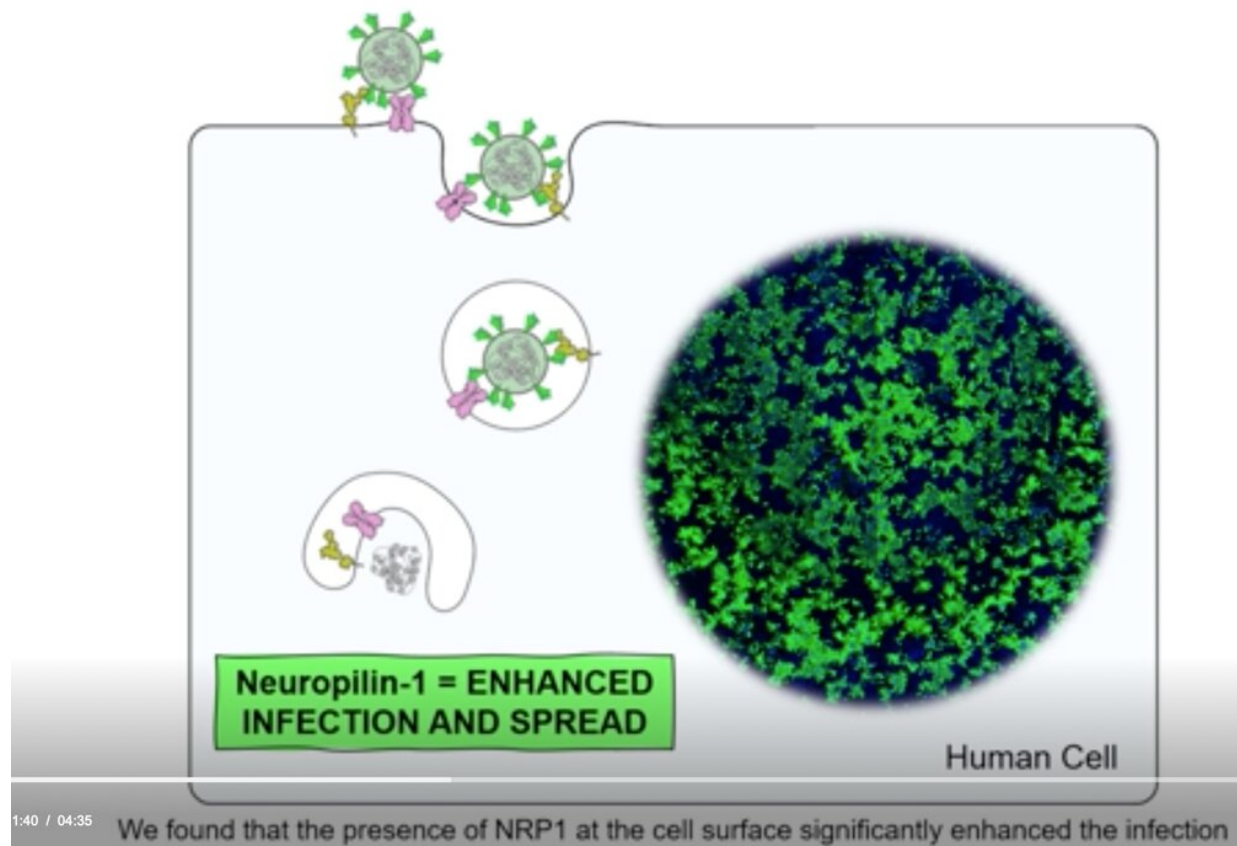 Neuropilin-1 = ENHANCED
INFECTION AND SPREAD
Human Cell
1:40 / 04:35
We found that the presence of NRP1 at the cell surface significantly enhanced the infection